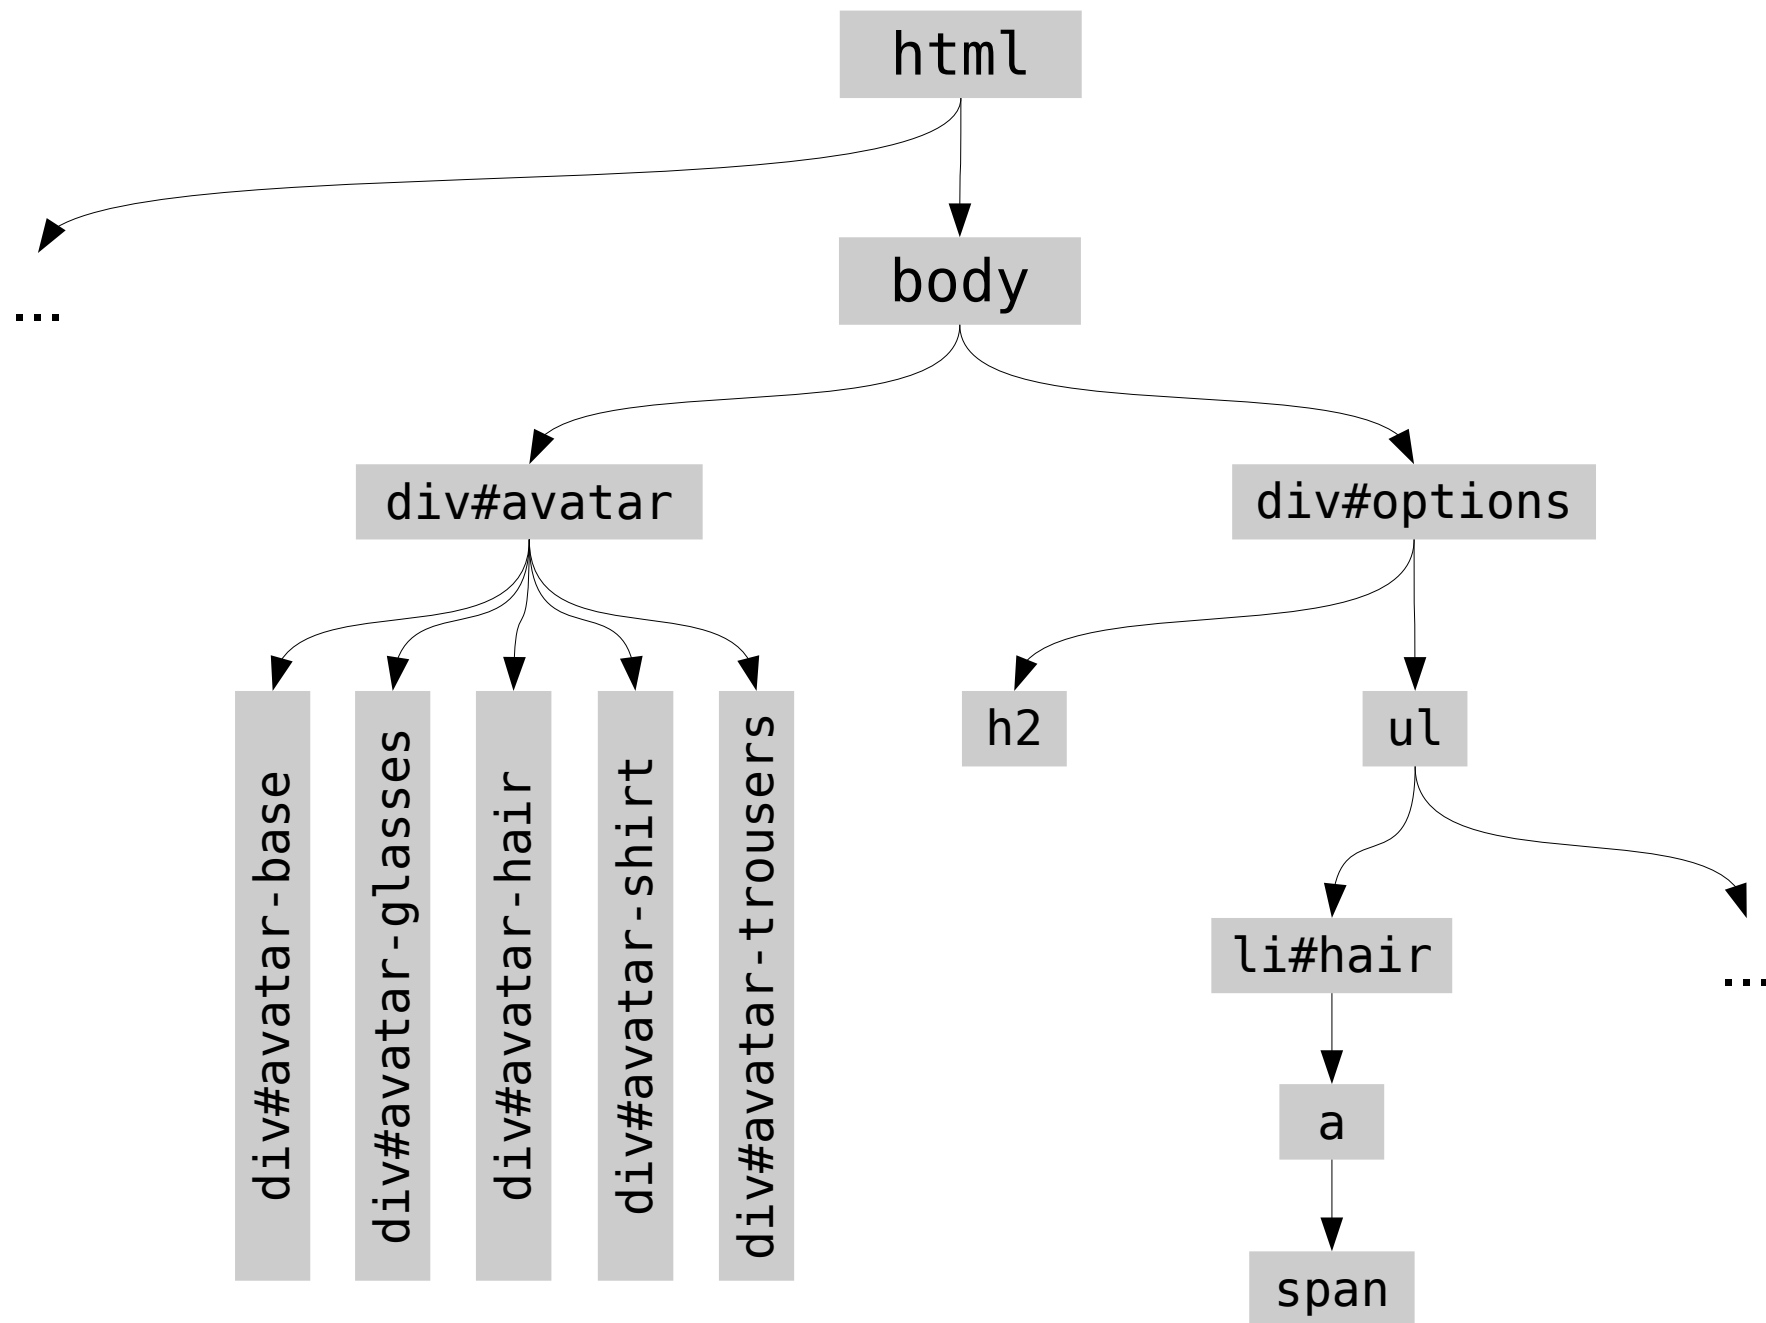 html
...
body
div#avatar
div#options
div#avatar-base
div#avatar-glasses
div#avatar-hair
div#avatar-shirt
div#avatar-trousers
h2
ul
li#hair
...
a
span